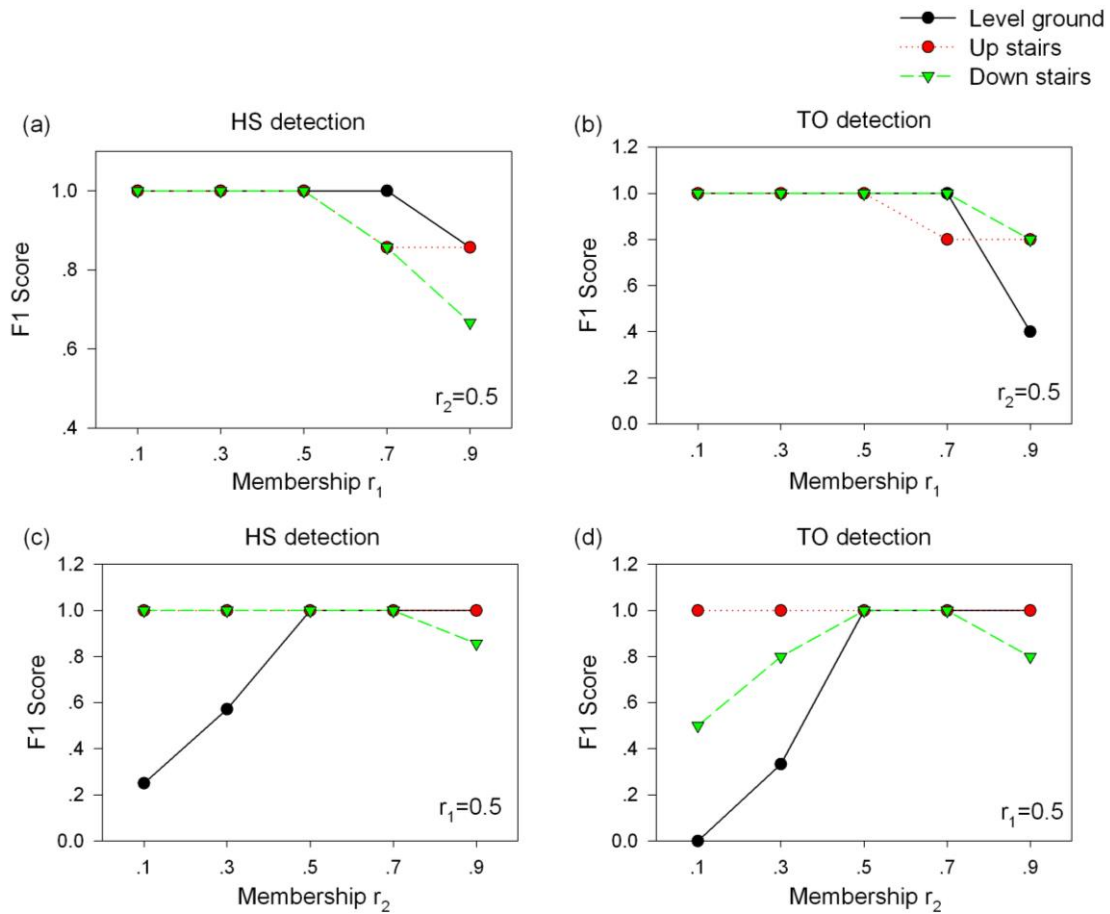 Level ground
Up stairs
Down stairs
(a)
HS detection
1.0
.8
.6
.4
F1 Score
r2=0.5
.1 .3 .5 .7 .9
Membership r1
(b)
TO detection
1.2
1.0
.8
.6
.4
.2
0.0
F1 Score
r2=0.5
.1 .3 .5 .7 .9
Membership r1
(c)
HS detection
1.2
1.0
.8
.6
.4
.2
0.0
F1 Score
r1=0.5
.1 .3 .5 .7 .9
Membership r2
(d)
TO detection
1.2
1.0
.8
.6
.4
.2
0.0
F1 Score
r1=0.5
.1 .3 .5 .7 .9
Membership r2